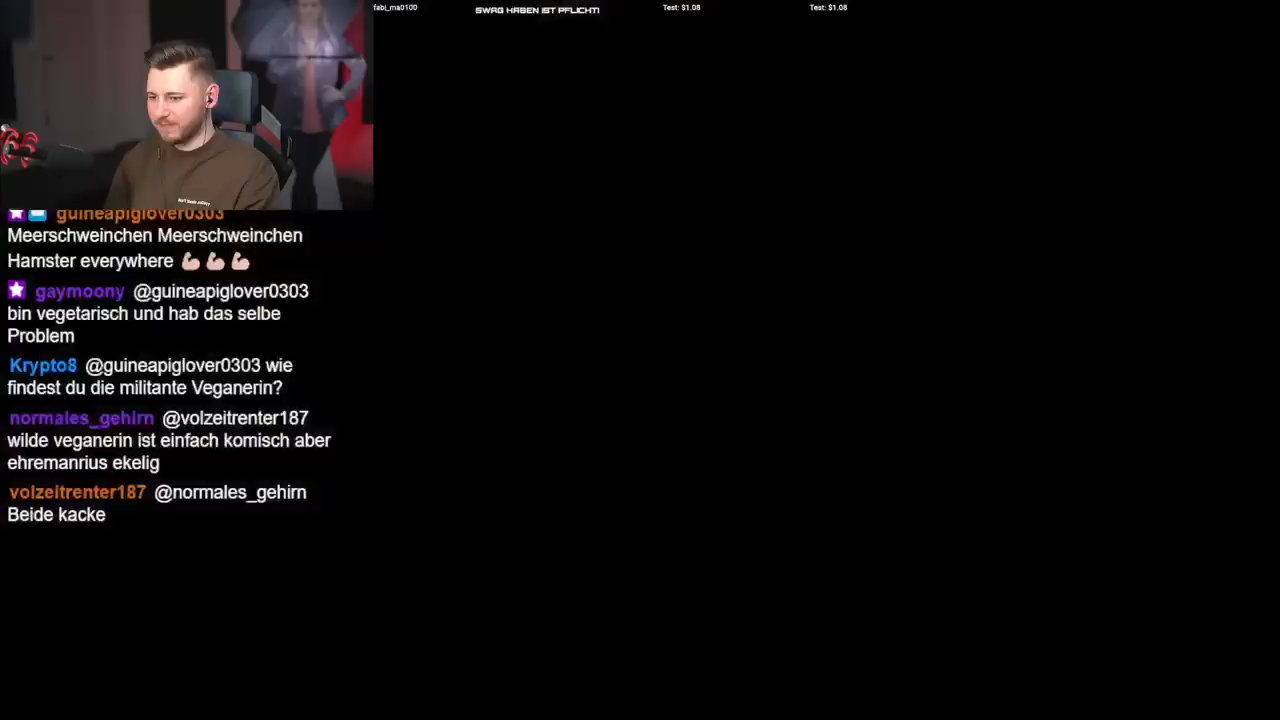 fabi_ma0100
SWAG HABEN IST PFLICHT!
Test: $1.08
Test: $1.08
guineapiglover0303
Meerschweinchen Meerschweinchen
Hamster everywhere 💪🏻💪🏻💪🏻
gaymoony @guineapiglover0303
bin vegetarisch und hab das selbe
Problem
Krypto8 @guineapiglover0303 wie
findest du die militante Veganerin?
normales_gehirn @volzeitrenter187
wilde veganerin ist einfach komisch aber
ehremanrius ekelig
volzeitrenter187 @normales_gehirn
Beide kacke